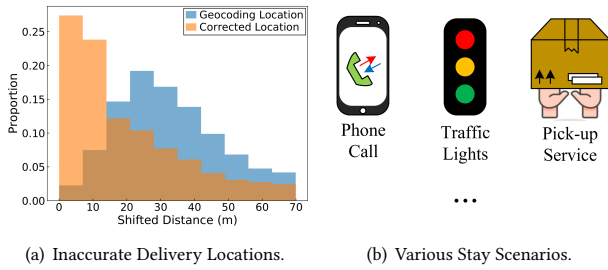 Geocoding Location
Corrected Location
Proportion
0.25
0.20
0.15
0.10
0.05
0.00
0 10 20 30 40 50 60 70
Shifted Distance (m)
Phone
Call
Traffic
Lights
Pick-up
Service
...
(a) Inaccurate Delivery Locations.
(b) Various Stay Scenarios.